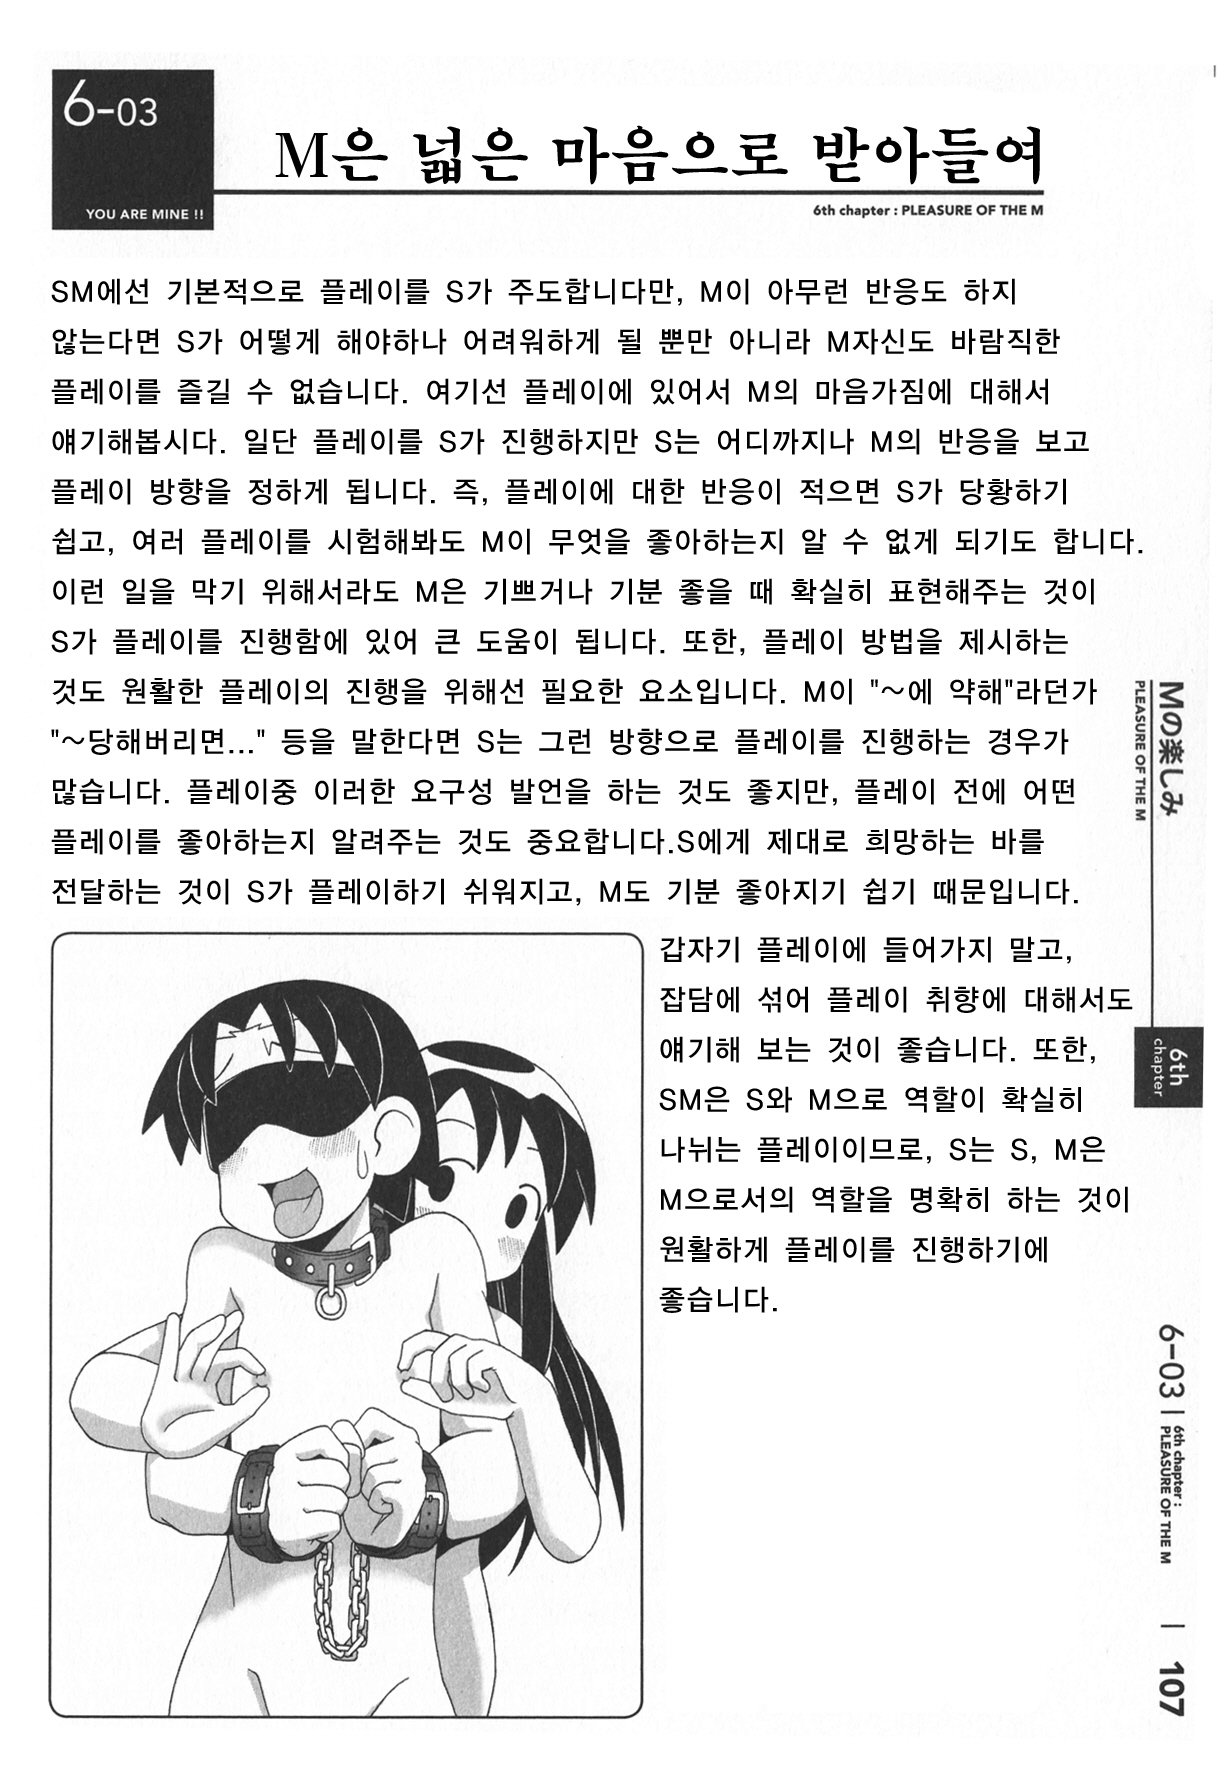 6-03
YOU ARE MINE !!
M은 넓은 마음으로 받아들여
6th chapter : PLEASURE OF THE M
SM에선 기본적으로 플레이를 S가 주도합니다만, M이 아무런 반응도 하지
않는다면 S가 어떻게 해야하나 어려워하게 될 뿐만 아니라 M자신도 바람직한
플레이를 즐길 수 없습니다. 여기선 플레이에 있어서 M의 마음가짐에 대해서
얘기해봅시다. 일단 플레이를 S가 진행하지만 S는 어디까지나 M의 반응을 보고
플레이 방향을 정하게 됩니다. 즉, 플레이에 대한 반응이 적으면 S가 당황하기
쉽고, 여러 플레이를 시험해봐도 M이 무엇을 좋아하는지 알 수 없게 되기도 합니다.
이런 일을 막기 위해서라도 M은 기쁘거나 기분 좋을 때 확실히 표현해주는 것이
S가 플레이를 진행함에 있어 큰 도움이 됩니다. 또한, 플레이 방법을 제시하는
것도 원활한 플레이의 진행을 위해선 필요한 요소입니다. M이 "～에 약해"라던가
"～당해버리면..." 등을 말한다면 S는 그런 방향으로 플레이를 진행하는 경우가
많습니다. 플레이중 이러한 요구성 발언을 하는 것도 좋지만, 플레이 전에 어떤
플레이를 좋아하는지 알려주는 것도 중요합니다.S에게 제대로 희망하는 바를
전달하는 것이 S가 플레이하기 쉬워지고, M도 기분 좋아지기 쉽기 때문입니다.
갑자기 플레이에 들어가지 말고,
잡담에 섞어 플레이 취향에 대해서도
얘기해 보는 것이 좋습니다. 또한,
SM은 S와 M으로 역할이 확실히
나뉘는 플레이이므로, S는 S, M은
M으로서의 역할을 명확히 하는 것이
원활하게 플레이를 진행하기에
좋습니다.
Mの楽しみ
PLEASURE OF THE M
6th
chapter
6-03
6th chapter :
PLEASURE OF THE M
107